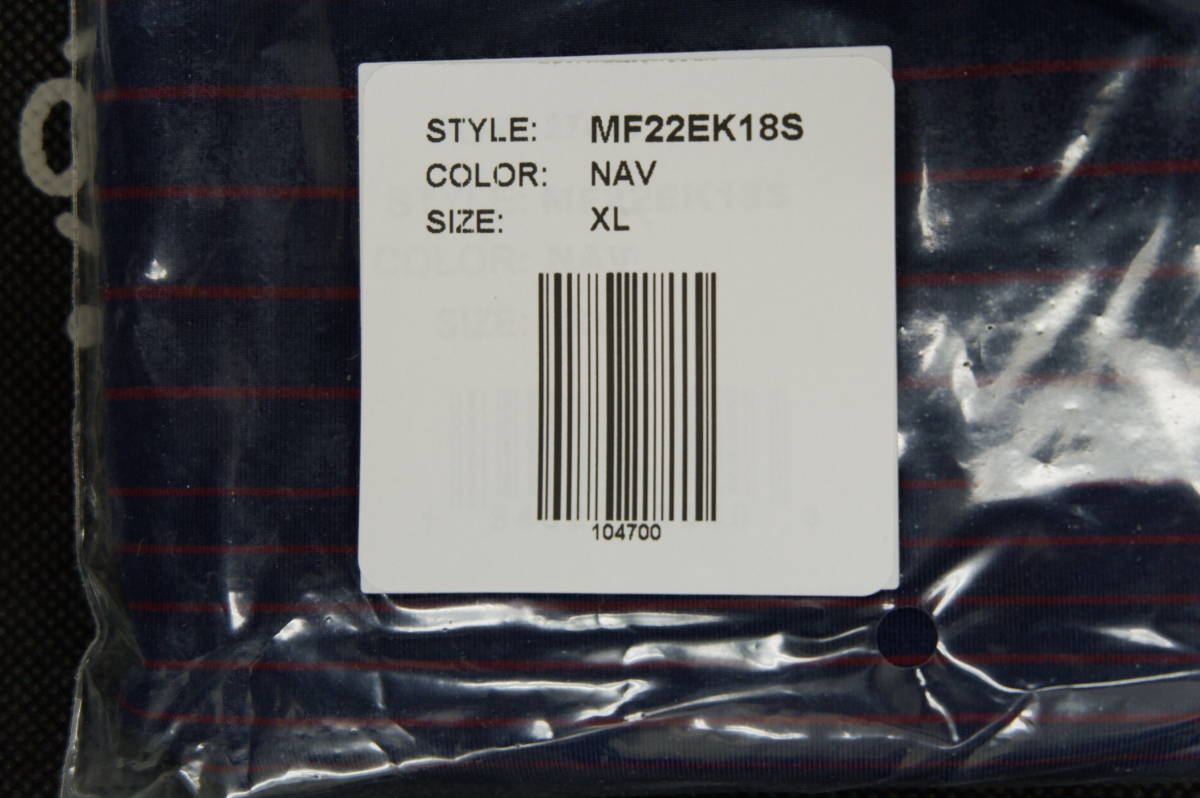 STYLE: MF22EK18S
COLOR: NAV
SIZE: XL
104700